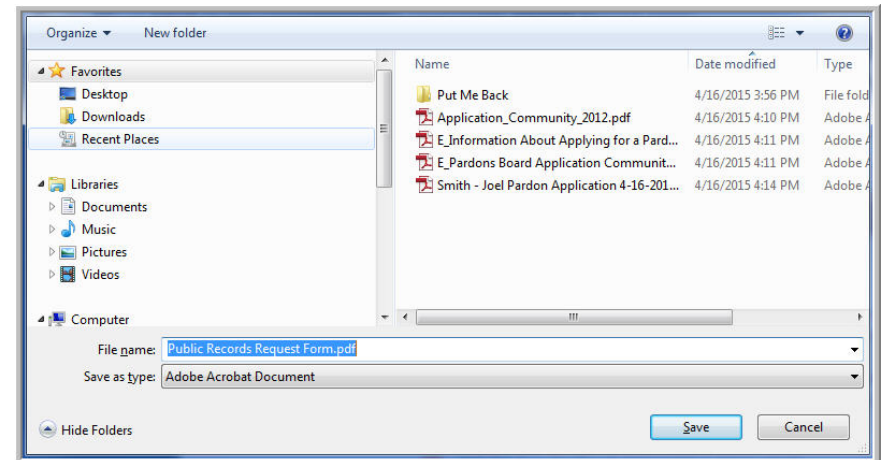 Organize New folder
Name Date modified Type
Favorites
Desktop
Downloads
Recent Places
Libraries
Documents
Music
Pictures
Videos
Computer
Put Me Back 4/16/2015 3:56 PM File fold
Application_Community_2012.pdf 4/16/2015 4:10 PM Adobe A
E_Information About Applying for a Pard... 4/16/2015 4:11 PM Adobe A
E_Pardons Board Application Communit... 4/16/2015 4:11 PM Adobe A
Smith - Joel Pardon Application 4-16-201... 4/16/2015 4:14 PM Adobe A
File name: Public Records Request Form.pdf
Save as type: Adobe Acrobat Document
Hide Folders Save Cancel